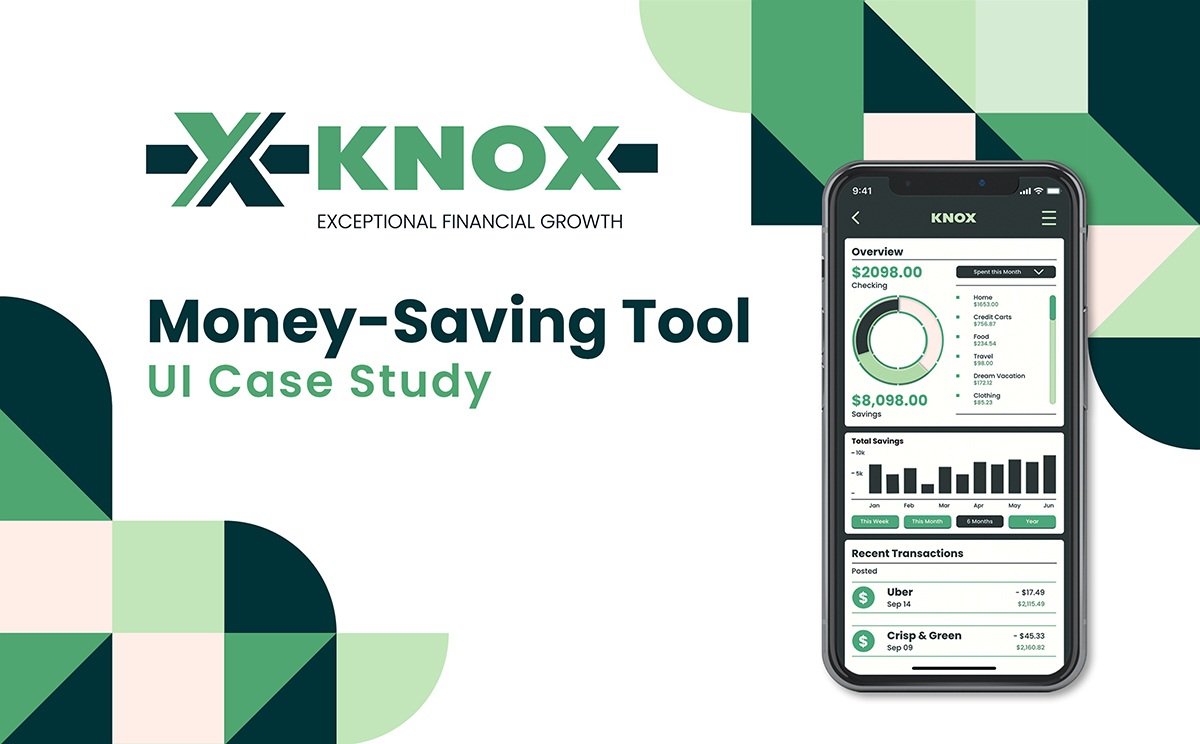 KNOX
EXCEPTIONAL FINANCIAL GROWTH
Money-Saving Tool
UI Case Study
9:41
KNOX
Overview
$2098.00
Checking
Spent this Month
Home
$1653.00
Credit Carts
$756.87
Food
$234.54
Travel
$98.00
Dream Vacation
$172.12
Clothing
$85.23
$8,098.00
Savings
Total Savings
10k
5k
Jan Feb Mar Apr May Jun
This Week This Month 6 Months Year
Recent Transactions
Posted
$ Uber - $17.49
Sep 14 $2,115.49
$ Crisp & Green - $45.33
Sep 09 $2,160.82